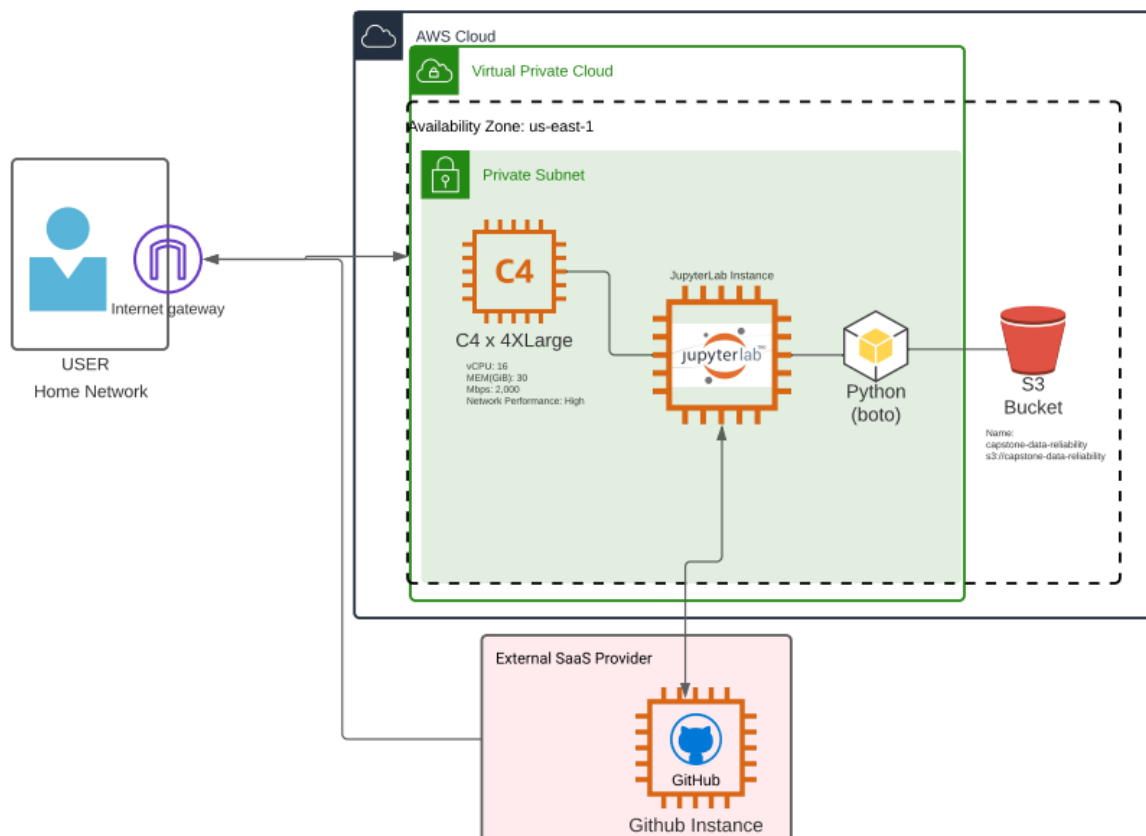 AWS Cloud
Virtual Private Cloud
Availability Zone: us-east-1
Private Subnet
C4
C4 x 4XLarge
vCPU: 16
MEM(GiB): 30
Mbps: 2,000
Network Performance: High
JupyterLab Instance
jupyterlab™
Python
(boto)
S3
Bucket
Name:
capstone-data-reliability
s3://capstone-data-reliability
Internet gateway
USER
Home Network
External SaaS Provider
GitHub
Github Instance